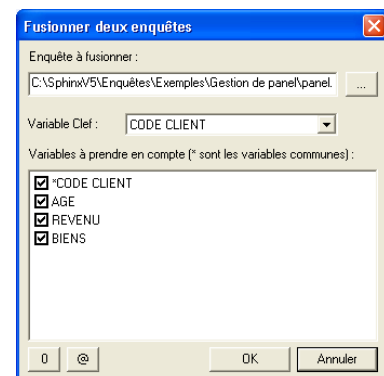 Fusionner deux enquêtes
Enquête à fusionner :
C:\SphinxV5\Enquêtes\Exemples\Gestion de panel\panel.
...
Variable Clef :
CODE CLIENT
Variables à prendre en compte (* sont les variables communes) :
*CODE CLIENT
AGE
REVENU
BIENS
0 @ OK Annuler